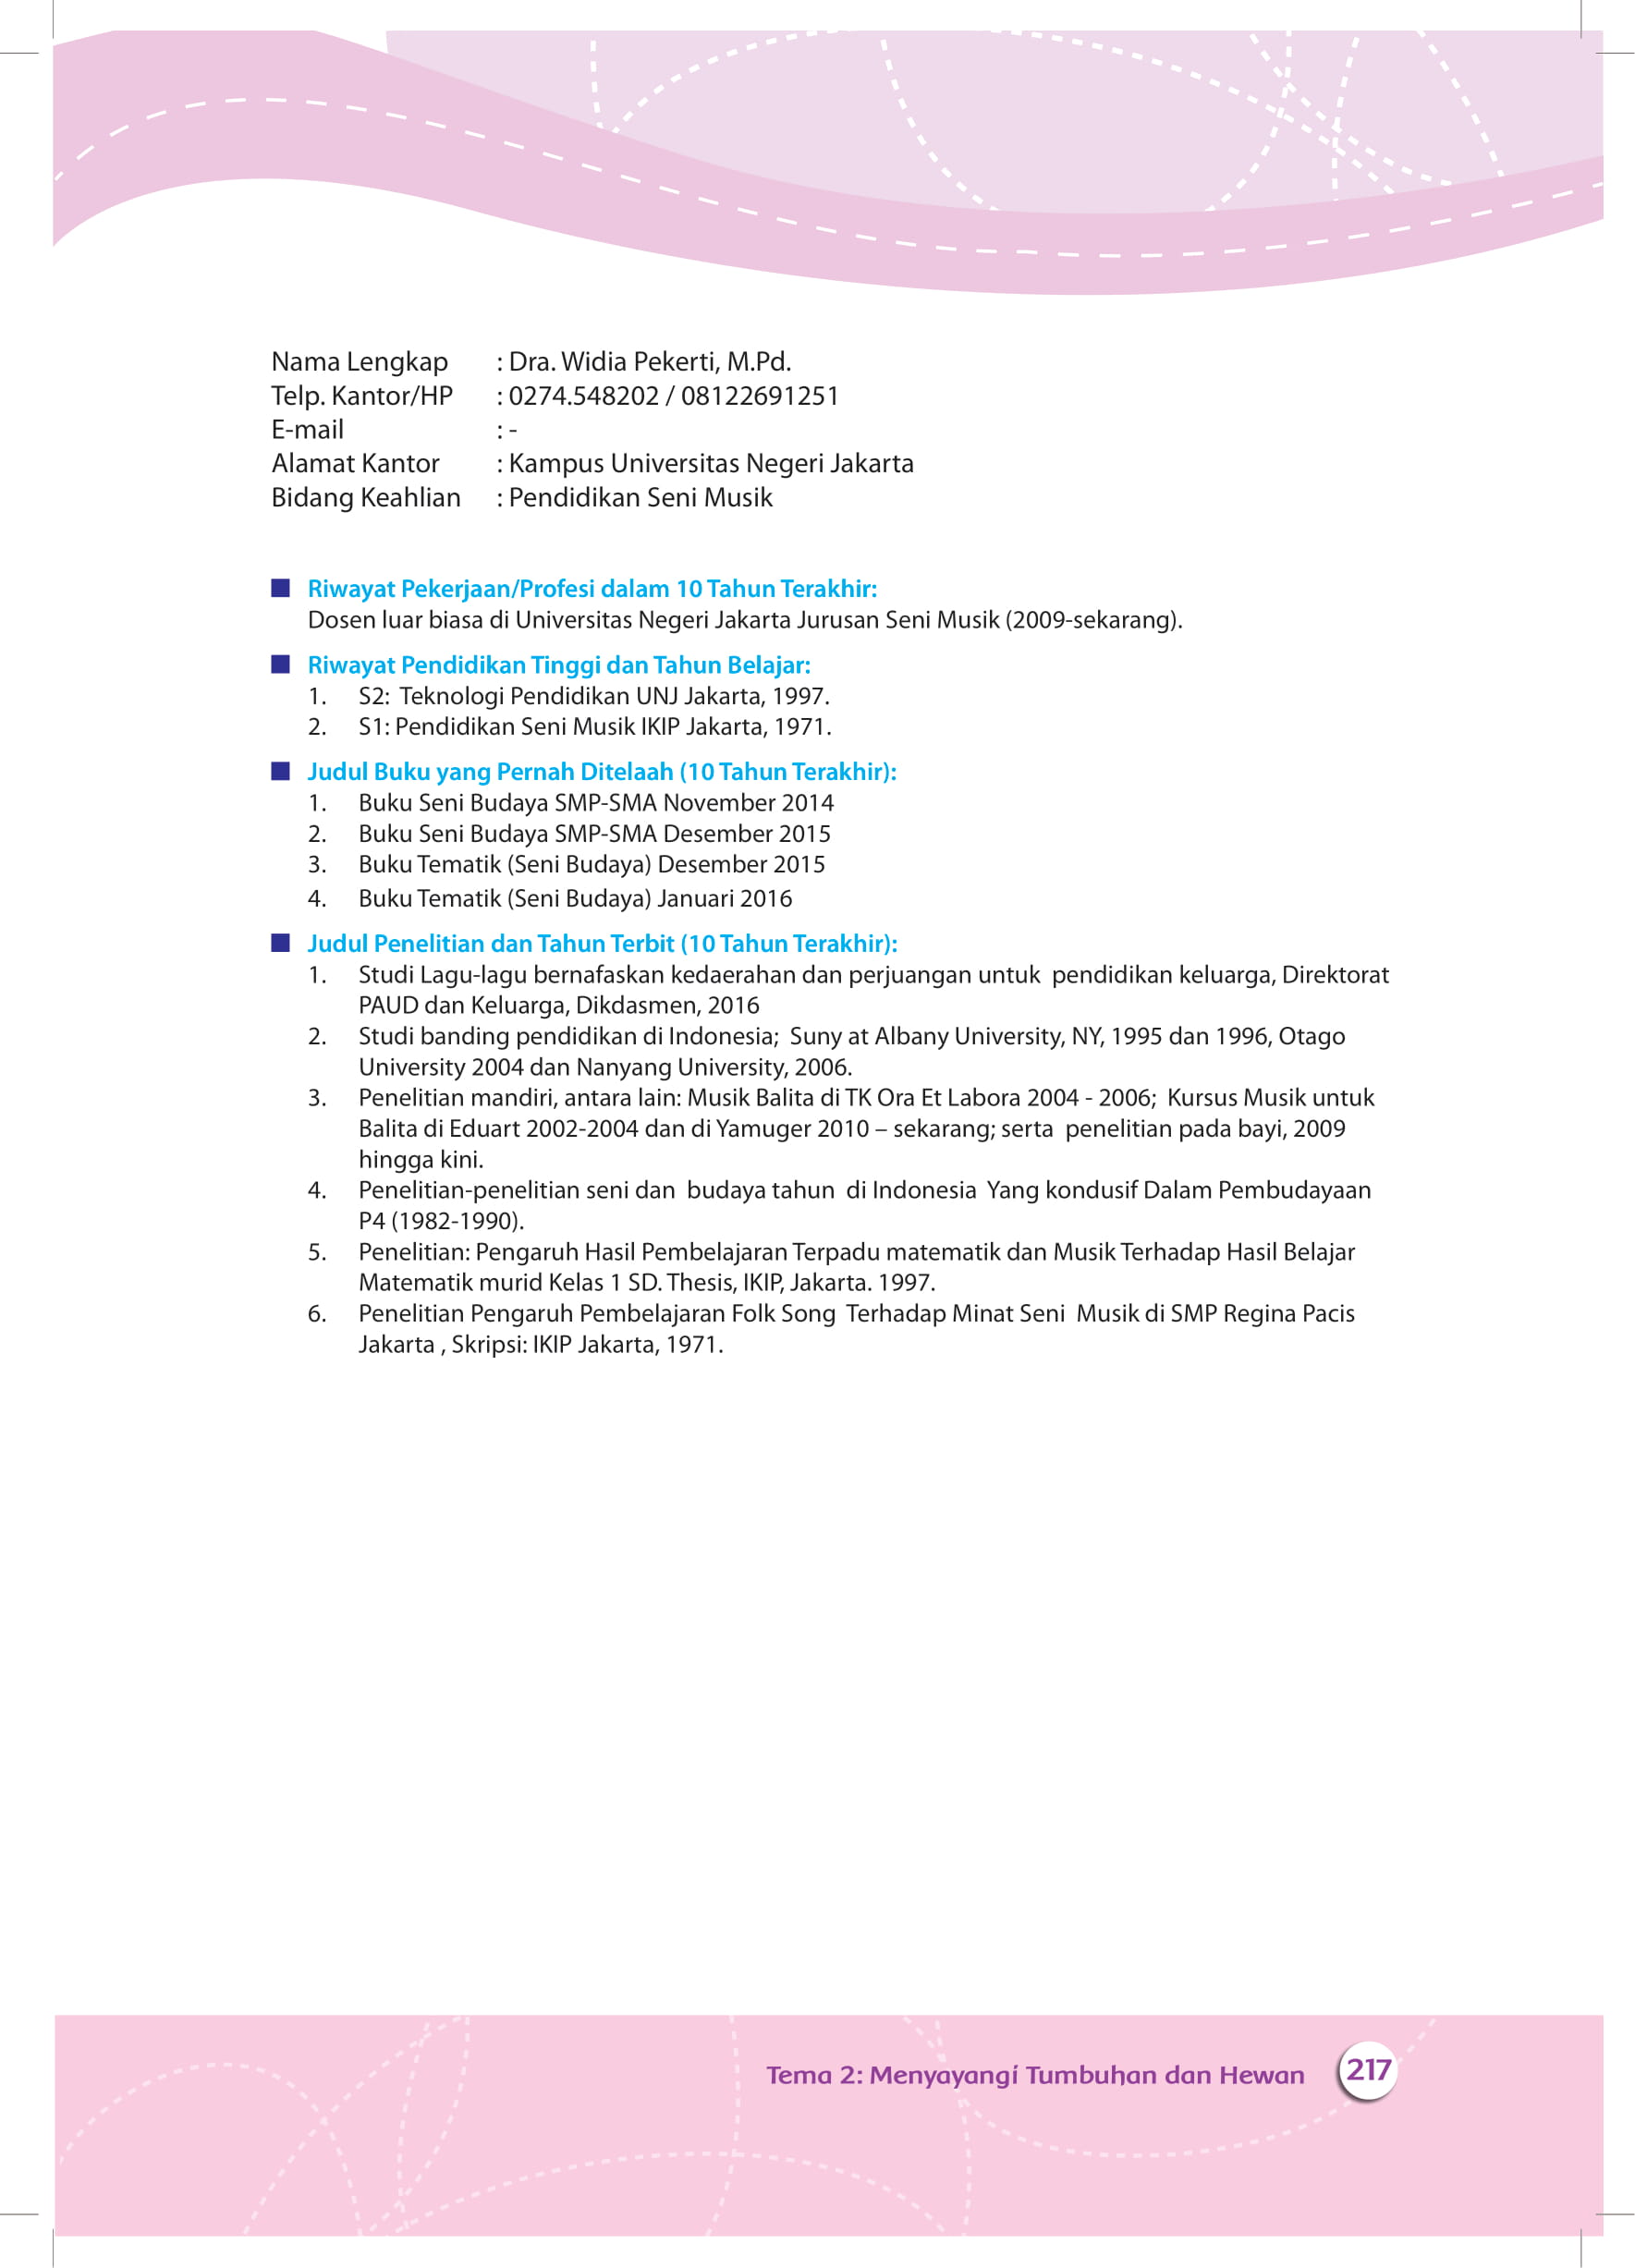 Nama Lengkap : Dra. Widia Pekerti, M.Pd.
Telp. Kantor/HP : 0274.548202 / 08122691251
E-mail : -
Alamat Kantor : Kampus Universitas Negeri Jakarta
Bidang Keahlian : Pendidikan Seni Musik
Riwayat Pekerjaan/Profesi dalam 10 Tahun Terakhir:
Dosen luar biasa di Universitas Negeri Jakarta Jurusan Seni Musik (2009-sekarang).
Riwayat Pendidikan Tinggi dan Tahun Belajar:
1. S2: Teknologi Pendidikan UNJ Jakarta, 1997.
2. S1: Pendidikan Seni Musik IKIP Jakarta, 1971.
Judul Buku yang Pernah Ditelaah (10 Tahun Terakhir):
1. Buku Seni Budaya SMP-SMA November 2014
2. Buku Seni Budaya SMP-SMA Desember 2015
3. Buku Tematik (Seni Budaya) Desember 2015
4. Buku Tematik (Seni Budaya) Januari 2016
Judul Penelitian dan Tahun Terbit (10 Tahun Terakhir):
1. Studi Lagu-lagu bernafaskan kedaerahan dan perjuangan untuk pendidikan keluarga, Direktorat
PAUD dan Keluarga, Dikdasmen, 2016
2. Studi banding pendidikan di Indonesia; Suny at Albany University, NY, 1995 dan 1996, Otago
University 2004 dan Nanyang University, 2006.
3. Penelitian mandiri, antara lain: Musik Balita di TK Ora Et Labora 2004 - 2006; Kursus Musik untuk
Balita di Eduart 2002-2004 dan di Yamuger 2010 – sekarang; serta penelitian pada bayi, 2009
hingga kini.
4. Penelitian-penelitian seni dan budaya tahun di Indonesia Yang kondusif Dalam Pembudayaan
P4 (1982-1990).
5. Penelitian: Pengaruh Hasil Pembelajaran Terpadu matematik dan Musik Terhadap Hasil Belajar
Matematik murid Kelas 1 SD. Thesis, IKIP, Jakarta. 1997.
6. Penelitian Pengaruh Pembelajaran Folk Song Terhadap Minat Seni Musik di SMP Regina Pacis
Jakarta , Skripsi: IKIP Jakarta, 1971.
Tema 2: Menyayangi Tumbuhan dan Hewan 217